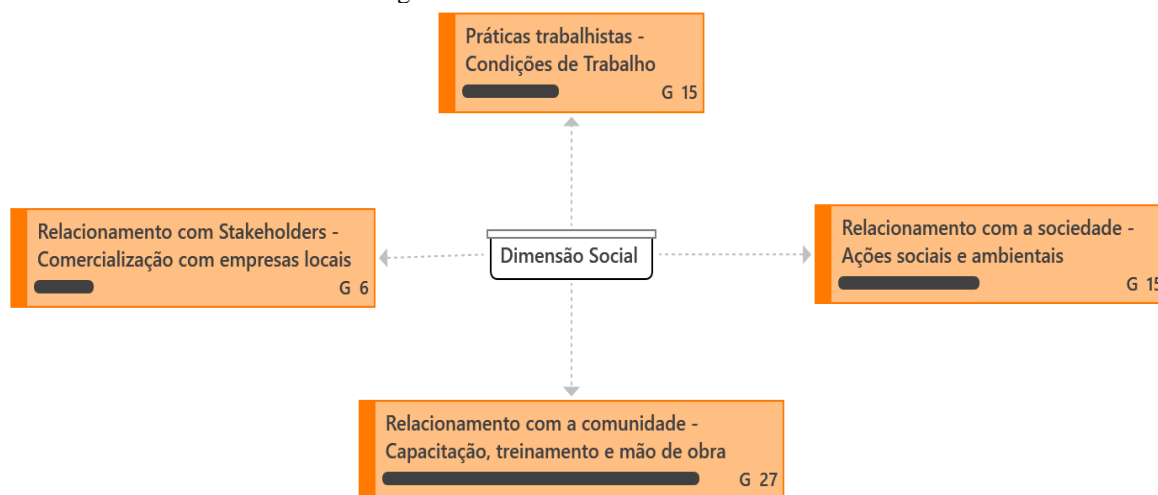 Práticas trabalhistas -
Condições de Trabalho
G 15
Relacionamento com Stakeholders -
Comercialização com empresas locais
G 6
Dimensão Social
Relacionamento com a sociedade -
Ações sociais e ambientais
G 15
Relacionamento com a comunidade -
Capacitação, treinamento e mão de obra
G 27